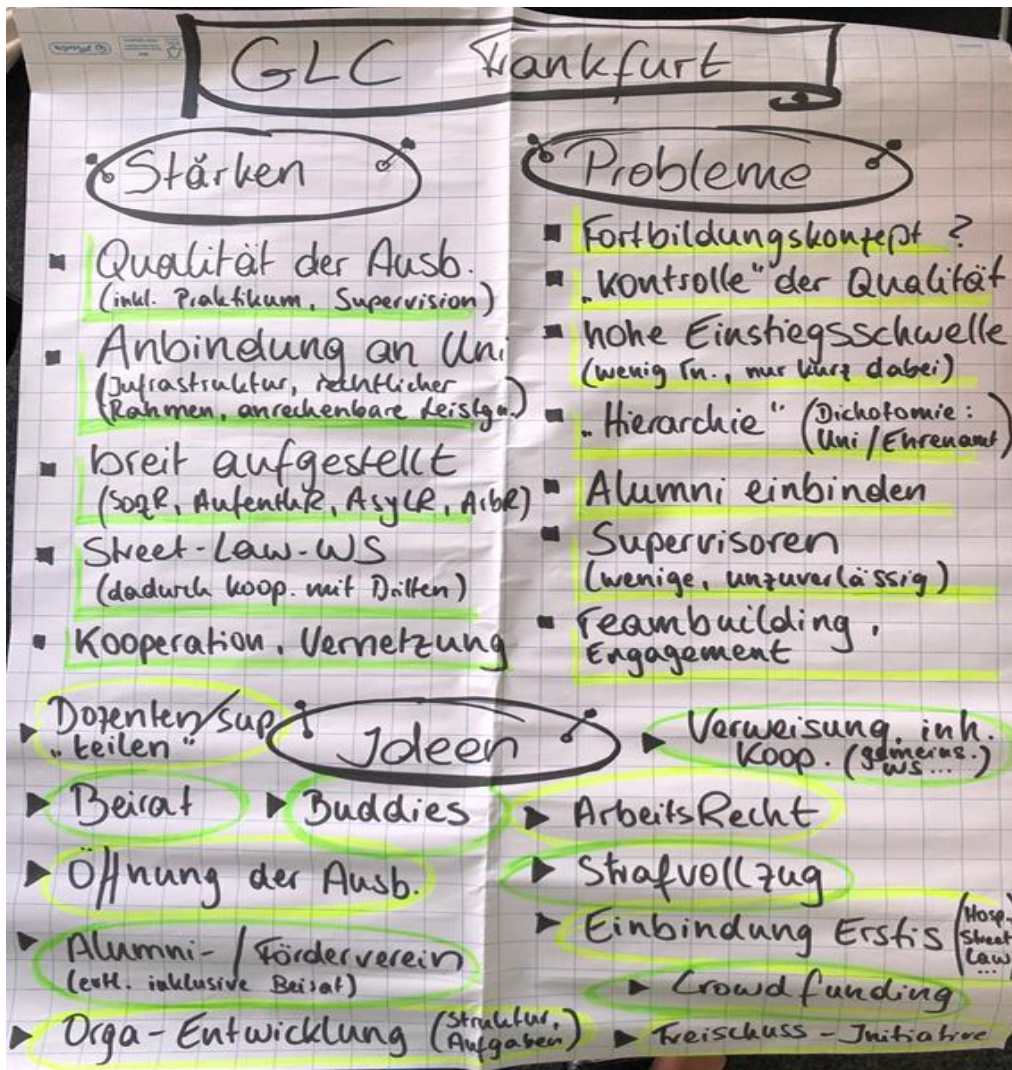 GLC Frankfurt
Stärken
▪ Qualität der Ausb.
(inkl. Praktikum, Supervision)
▪ Anbindung an Uni
(Infrastruktur, rechtlicher
Rahmen, anrechenbare Leistgn.)
▪ breit aufgestellt
(SozR, AufenthR, AsylR, ArbR)
▪ Street-Law-WS
(dadurch Koop. mit Dritten)
▪ Kooperation, Vernetzung
Probleme
▪ Fortbildungskonzept ?
▪ „Kontrolle“ der Qualität
▪ hohe Einstiegsschwelle
(wenig Tn., nur kurz dabei)
▪ „Hierarchie“ (Dichotomie:
Uni/Ehrenamt)
▪ Alumni einbinden
▪ Supervisoren
(wenige, unzuverlässig)
▪ Teambuilding,
Engagement
Ideen
▶ Dozenten/Sup
„teilen“
▶ Verweisung, inh.
Koop. (gemeins.
WS...)
▶ Beirat ▶ Buddies
▶ ArbeitsRecht
▶ Öffnung der Ausb.
▶ Strafvollzug
▶ Einbindung Erstis (Hosp.,
Street
Law
...)
▶ Alumni-/Förderverein
(evtl. inklusive Beirat)
▶ Crowdfunding
▶ Orga-Entwicklung (Struktur,
Aufgaben)
▶ Freischuss-Initiative